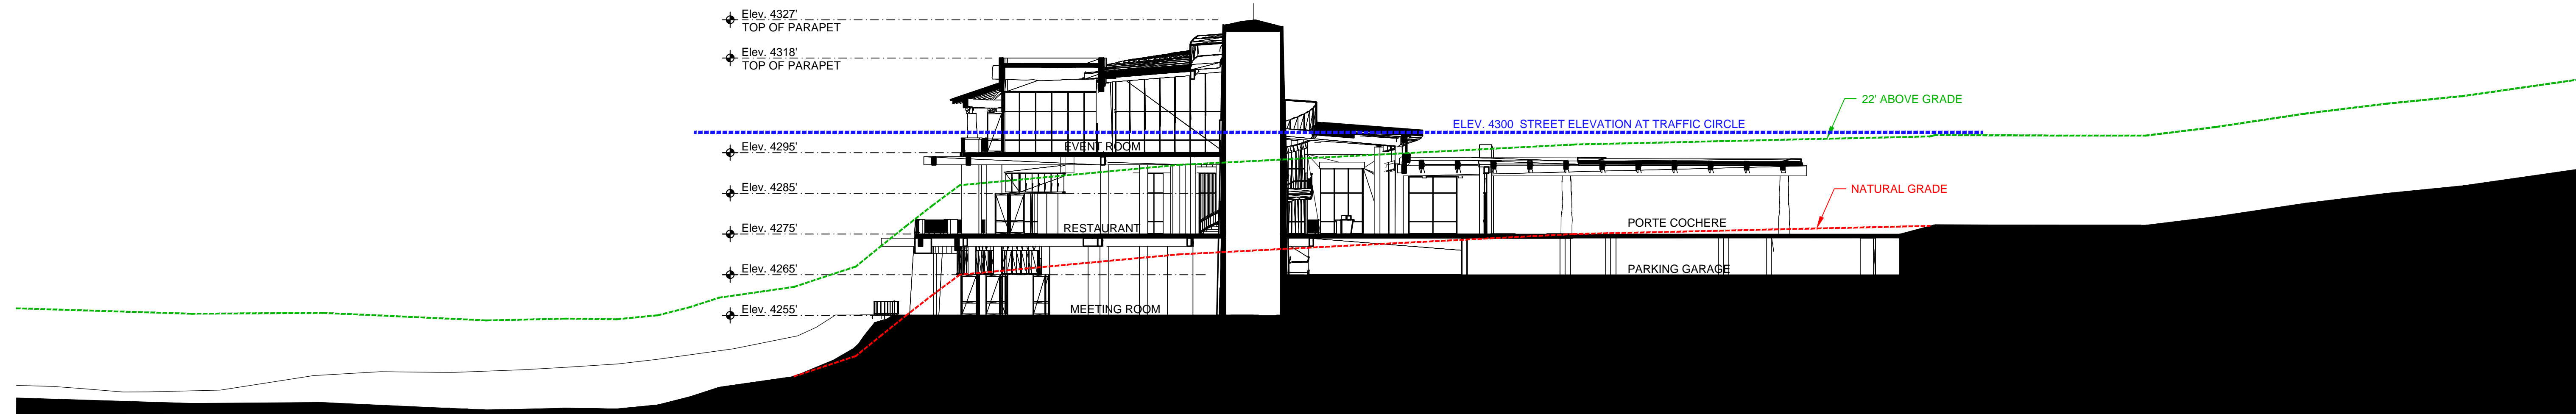 Elev. 4327'
TOP OF PARAPET
Elev. 4318'
TOP OF PARAPET
22' ABOVE GRADE
ELEV. 4300 STREET ELEVATION AT TRAFFIC CIRCLE
Elev. 4295'
EVENT ROOM
Elev. 4285'
NATURAL GRADE
Elev. 4275'
RESTAURANT
PORTE COCHERE
Elev. 4265'
PARKING GARAGE
Elev. 4255'
MEETING ROOM